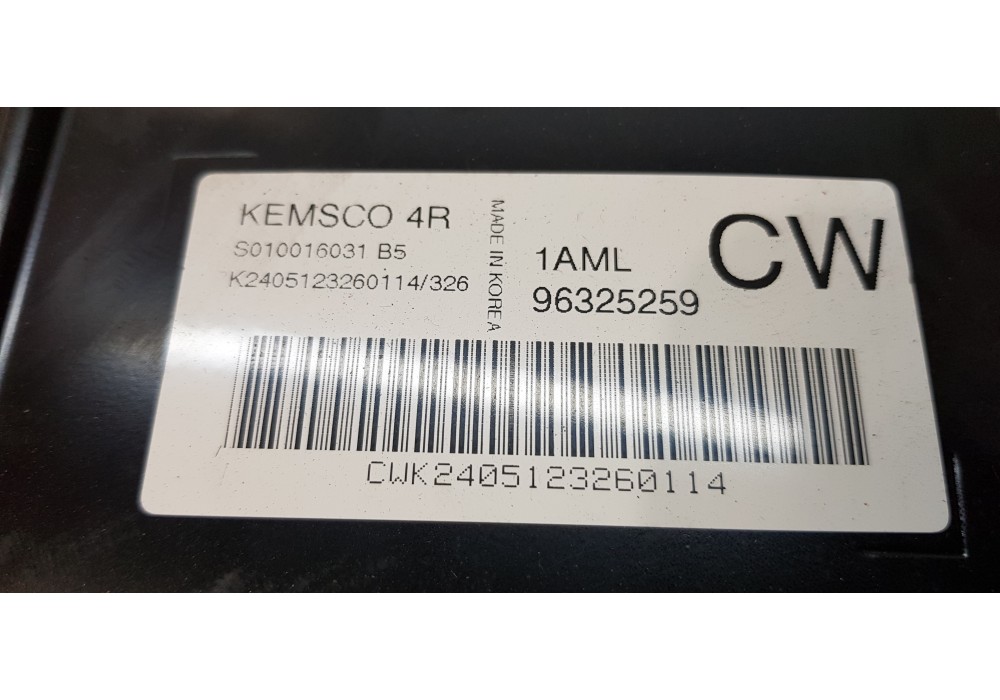 KEMSCO 4R
S010016031 B5
K2405123260114/326
MADE IN KOREA
1AML
96325259
CW
CWK2405123260114